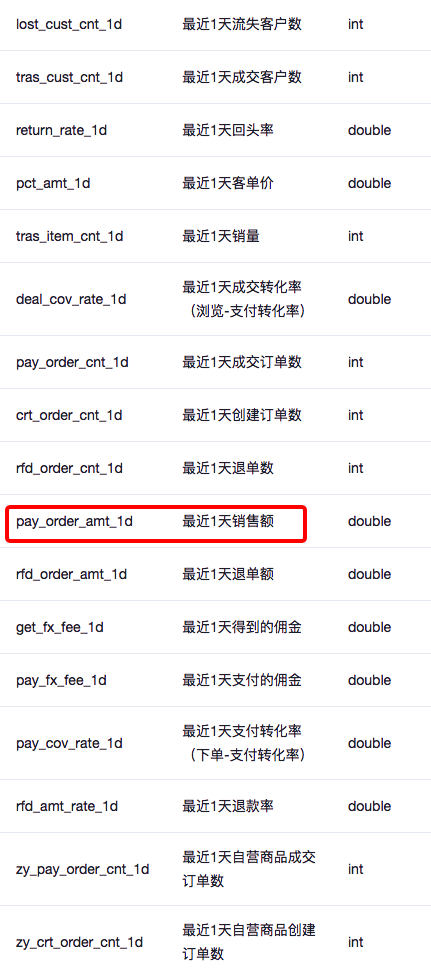 lost_cust_cnt_1d 最近1天流失客户数 int
tras_cust_cnt_1d 最近1天成交客户数 int
return_rate_1d 最近1天回头率 double
pct_amt_1d 最近1天客单价 double
tras_item_cnt_1d 最近1天销量 int
deal_cov_rate_1d 最近1天成交转化率 double
（浏览-支付转化率）
pay_order_cnt_1d 最近1天成交订单数 int
crt_order_cnt_1d 最近1天创建订单数 int
rfd_order_cnt_1d 最近1天退单数 int
pay_order_amt_1d 最近1天销售额 double
rfd_order_amt_1d 最近1天退单额 double
get_fx_fee_1d 最近1天得到的佣金 double
pay_fx_fee_1d 最近1天支付的佣金 double
pay_cov_rate_1d 最近1天支付转化率 double
（下单-支付转化率）
rfd_amt_rate_1d 最近1天退款率 double
zy_pay_order_cnt_1d 最近1天自营商品成交 int
订单数
zy_crt_order_cnt_1d 最近1天自营商品创建 int
订单数